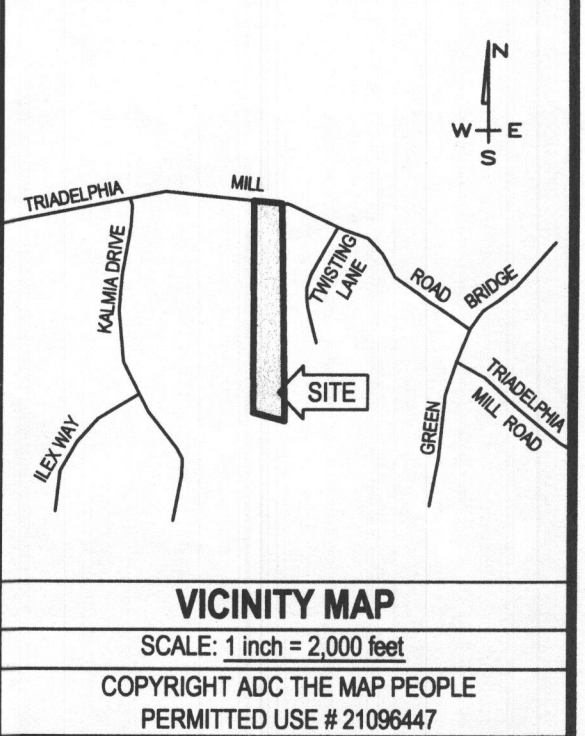 N
W E
S
TRIADELPHIA MILL
KALMIA DRIVE
TWISTING
LANE
ROAD
BRIDGE
SITE
TRIADELPHIA
MILL ROAD
GREEN
ILEX WAY
VICINITY MAP
SCALE: 1 inch = 2,000 feet
COPYRIGHT ADC THE MAP PEOPLE
PERMITTED USE # 21096447